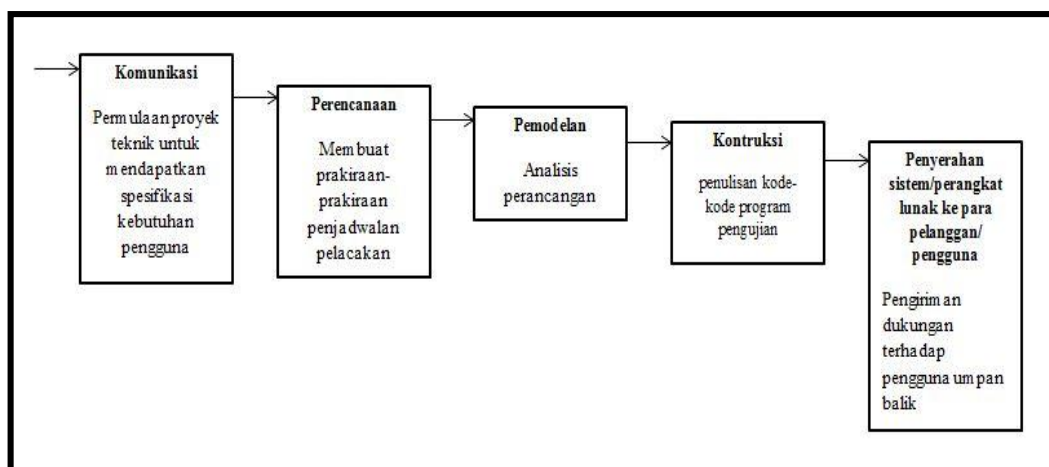 Komunikasi
Permulaan proyek
teknik untuk
mendapatkan
spesifikasi
kebutuhan
pengguna
Perencanaan
Membuat
prakiraan-
prakiraan
penjadwalan
pelacakan
Pemodelan
Analisis
perancangan
Kontruksi
penulisan kode-
kode program
pengujian
Penyerahan
sistem/perangkat
lunak ke para
pelanggan/
pengguna
Pengiriman
dukungan
terhadap
pengguna umpan
balik